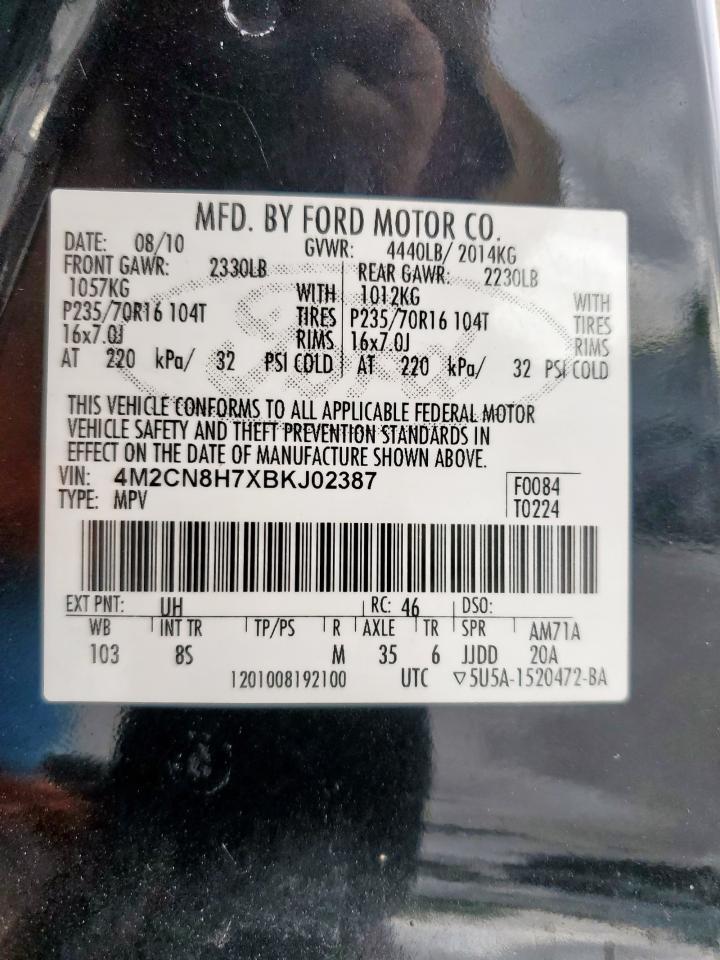 MFD. BY FORD MOTOR CO.
DATE: 08/10 GVWR: 4440LB/ 2014KG
FRONT GAWR: 2330LB REAR GAWR: 2230LB
1057KG WITH 1012KG WITH
P235/70R16 104T TIRES P235/70R16 104T TIRES
16x7.0J RIMS 16x7.0J RIMS
AT 220 kPa/ 32 PSI COLD AT 220 kPa/ 32 PSI COLD
THIS VEHICLE CONFORMS TO ALL APPLICABLE FEDERAL MOTOR
VEHICLE SAFETY AND THEFT PREVENTION STANDARDS IN
EFFECT ON THE DATE OF MANUFACTURE SHOWN ABOVE.
VIN: 4M2CN8H7XBKJ02387 F0084
TYPE: MPV T0224
EXT PNT: UH RC: 46 DSO:
WB INT TR TP/PS R AXLE TR SPR AM71A
103 8S M 35 6 JJDD 20A
1201008192100 UTC ▽5U5A-1520472-BA